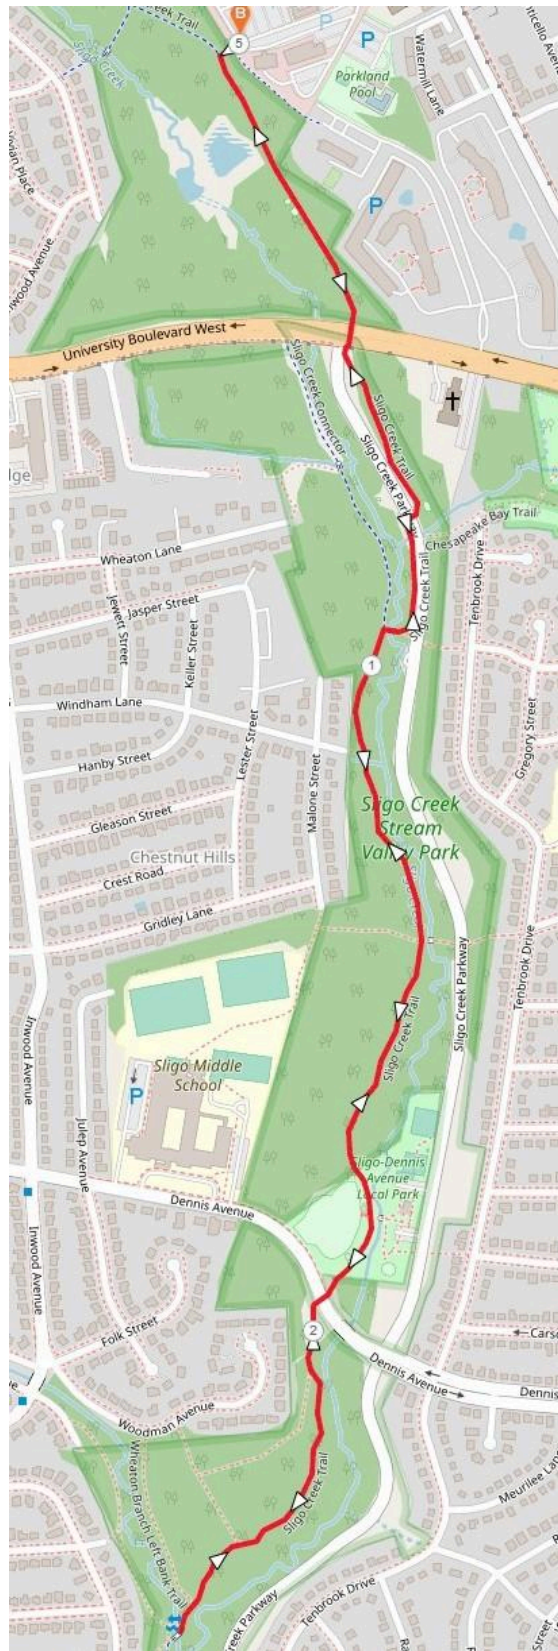 Creek Trail
B
5
P
P
Sligo Creek
Parkland
Pool
Watermill Lane
P
University Boulevard West
Sligo Creek Connector
Sligo Creek Trail
Sligo Creek Parkway
Chesapeake Bay Trail
Wheaton Lane
Jewett Street
Jasper Street
Keller Street
Sligo Creek Trail
Tenbrook Drive
1
Windham Lane
Hanby Street
Lester Street
Malone Street
Gregory Street
Gleason Street
Sligo Creek
Stream
Valley Park
Chestnut Hills
Crest Road
Gridley Lane
Tenbrook Drive
Sligo Creek Parkway
Inwood Avenue
Sligo Middle
School
P
Sligo Creek Trail
Julep Avenue
Sligo-Dennis
Avenue
Local Park
Dennis Avenue
Inwood Avenue
Folk Street
2
Dennis Avenue
Dennis
Woodman Avenue
Wheaton Branch Left Bank Trail
Sligo Creek Trail
Meurilee Lane
Tenbrook Drive